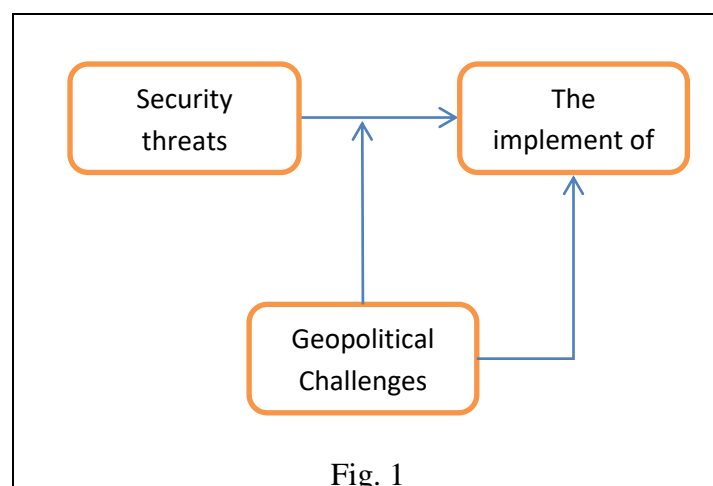 Security
threats
The
implement of
Geopolitical
Challenges
Fig. 1